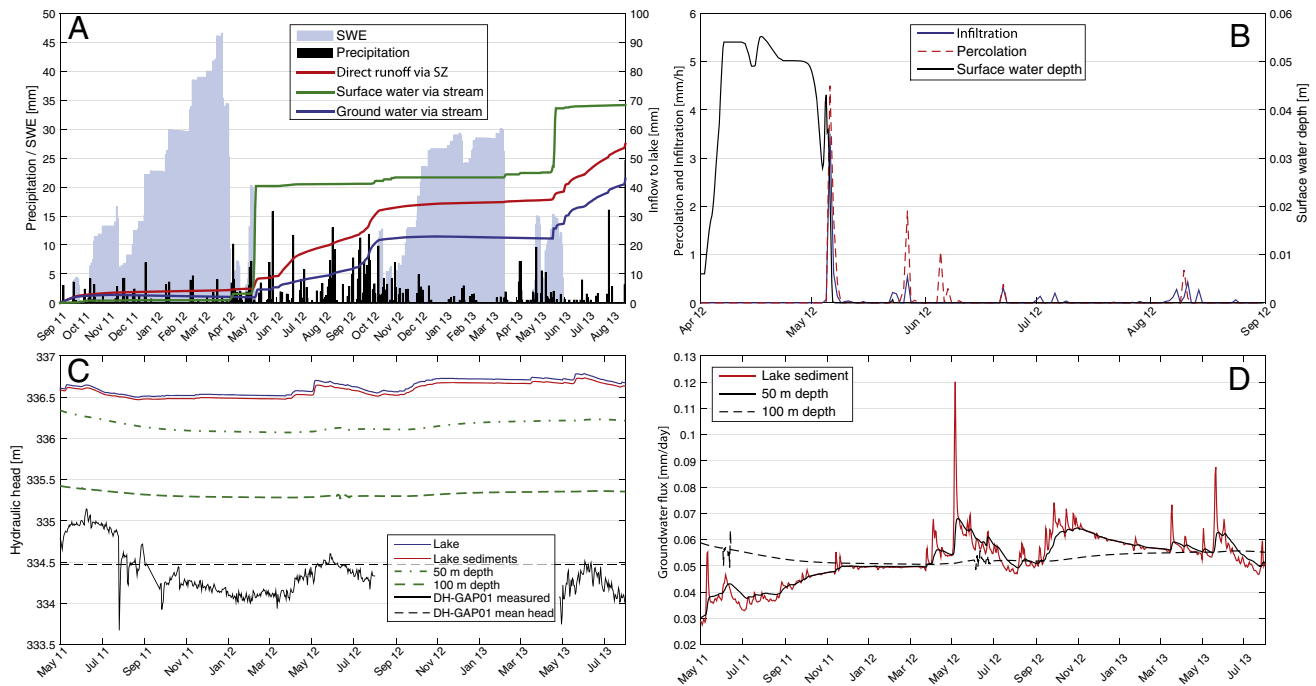 A
SWE
Precipitation
Direct runoff via SZ
Surface water via stream
Ground water via stream
Precipitation / SWE [mm]
50
45
40
35
30
25
20
15
10
5
0
Inflow to lake [mm]
100
90
80
70
60
50
40
30
20
10
0
Sep 11 Oct 11 Nov 11 Dec 11 Jan 12 Feb 12 Mar 12 Apr 12 May 12 Jun 12 Jul 12 Aug 12 Sep 12 Oct 12 Nov 12 Dec 12 Jan 13 Feb 13 Mar 13 Apr 13 May 13 Jun 13 Jul 13 Aug 13
B
Infiltration
Percolation
Surface water depth
Percolation and Infiltration [mm/h]
6
5
4
3
2
1
0
Surface water depth [m]
0.06
0.05
0.04
0.03
0.02
0.01
0
Apr 12 May 12 Jun 12 Jul 12 Aug 12 Sep 12
C
Hydraulic head [m]
337
336.5
336
335.5
335
334.5
334
333.5
Lake
Lake sediments
50 m depth
100 m depth
DH-GAP01 measured
DH-GAP01 mean head
May 11 Jul 11 Sep 11 Nov 11 Jan 12 Mar 12 May 12 Jul 12 Sep 12 Nov 12 Jan 13 Mar 13 May 13 Jul 13
D
Lake sediment
50 m depth
100 m depth
Groundwater flux [mm/day]
0.13
0.12
0.11
0.10
0.09
0.08
0.07
0.06
0.05
0.04
0.03
0.02
May 11 Jul 11 Sep 11 Nov 11 Jan 12 Mar 12 May 12 Jul 12 Sep 12 Nov 12 Jan 13 Mar 13 May 13 Jul 13